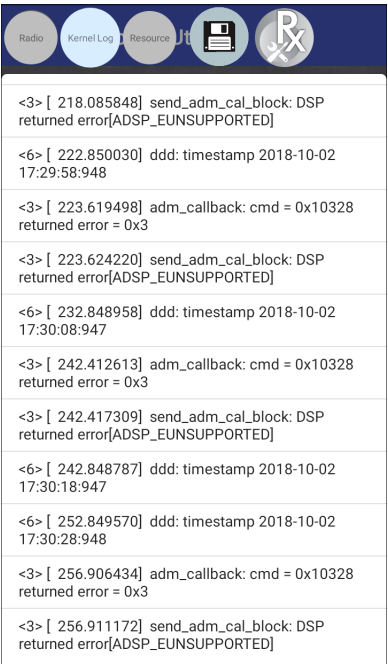 Radio
Kernel Log
Resource
Ut
Rx
<3> [ 218.085848] send_adm_cal_block: DSP
returned error[ADSP_EUNSUPPORTED]
<6> [ 222.850030] ddd: timestamp 2018-10-02
17:29:58:948
<3> [ 223.619498] adm_callback: cmd = 0x10328
returned error = 0x3
<3> [ 223.624220] send_adm_cal_block: DSP
returned error[ADSP_EUNSUPPORTED]
<6> [ 232.848958] ddd: timestamp 2018-10-02
17:30:08:947
<3> [ 242.412613] adm_callback: cmd = 0x10328
returned error = 0x3
<3> [ 242.417309] send_adm_cal_block: DSP
returned error[ADSP_EUNSUPPORTED]
<6> [ 242.848787] ddd: timestamp 2018-10-02
17:30:18:947
<6> [ 252.849570] ddd: timestamp 2018-10-02
17:30:28:948
<3> [ 256.906434] adm_callback: cmd = 0x10328
returned error = 0x3
<3> [ 256.911172] send_adm_cal_block: DSP
returned error[ADSP_EUNSUPPORTED]